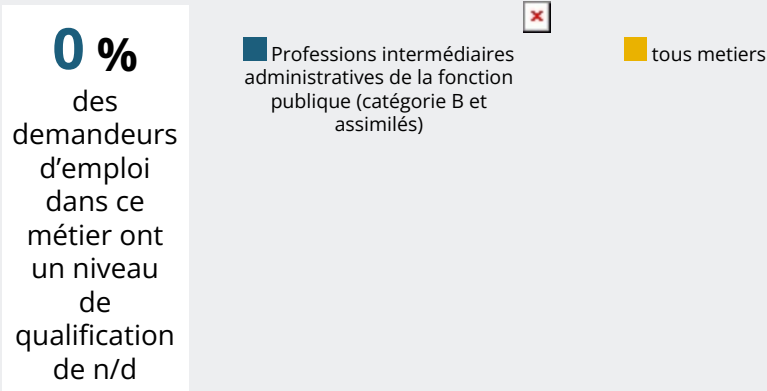 0 %
des
demandeurs
d’emploi
dans ce
métier ont
un niveau
de
qualification
de n/d
Professions intermédiaires
administratives de la fonction
publique (catégorie B et
assimilés)
tous metiers